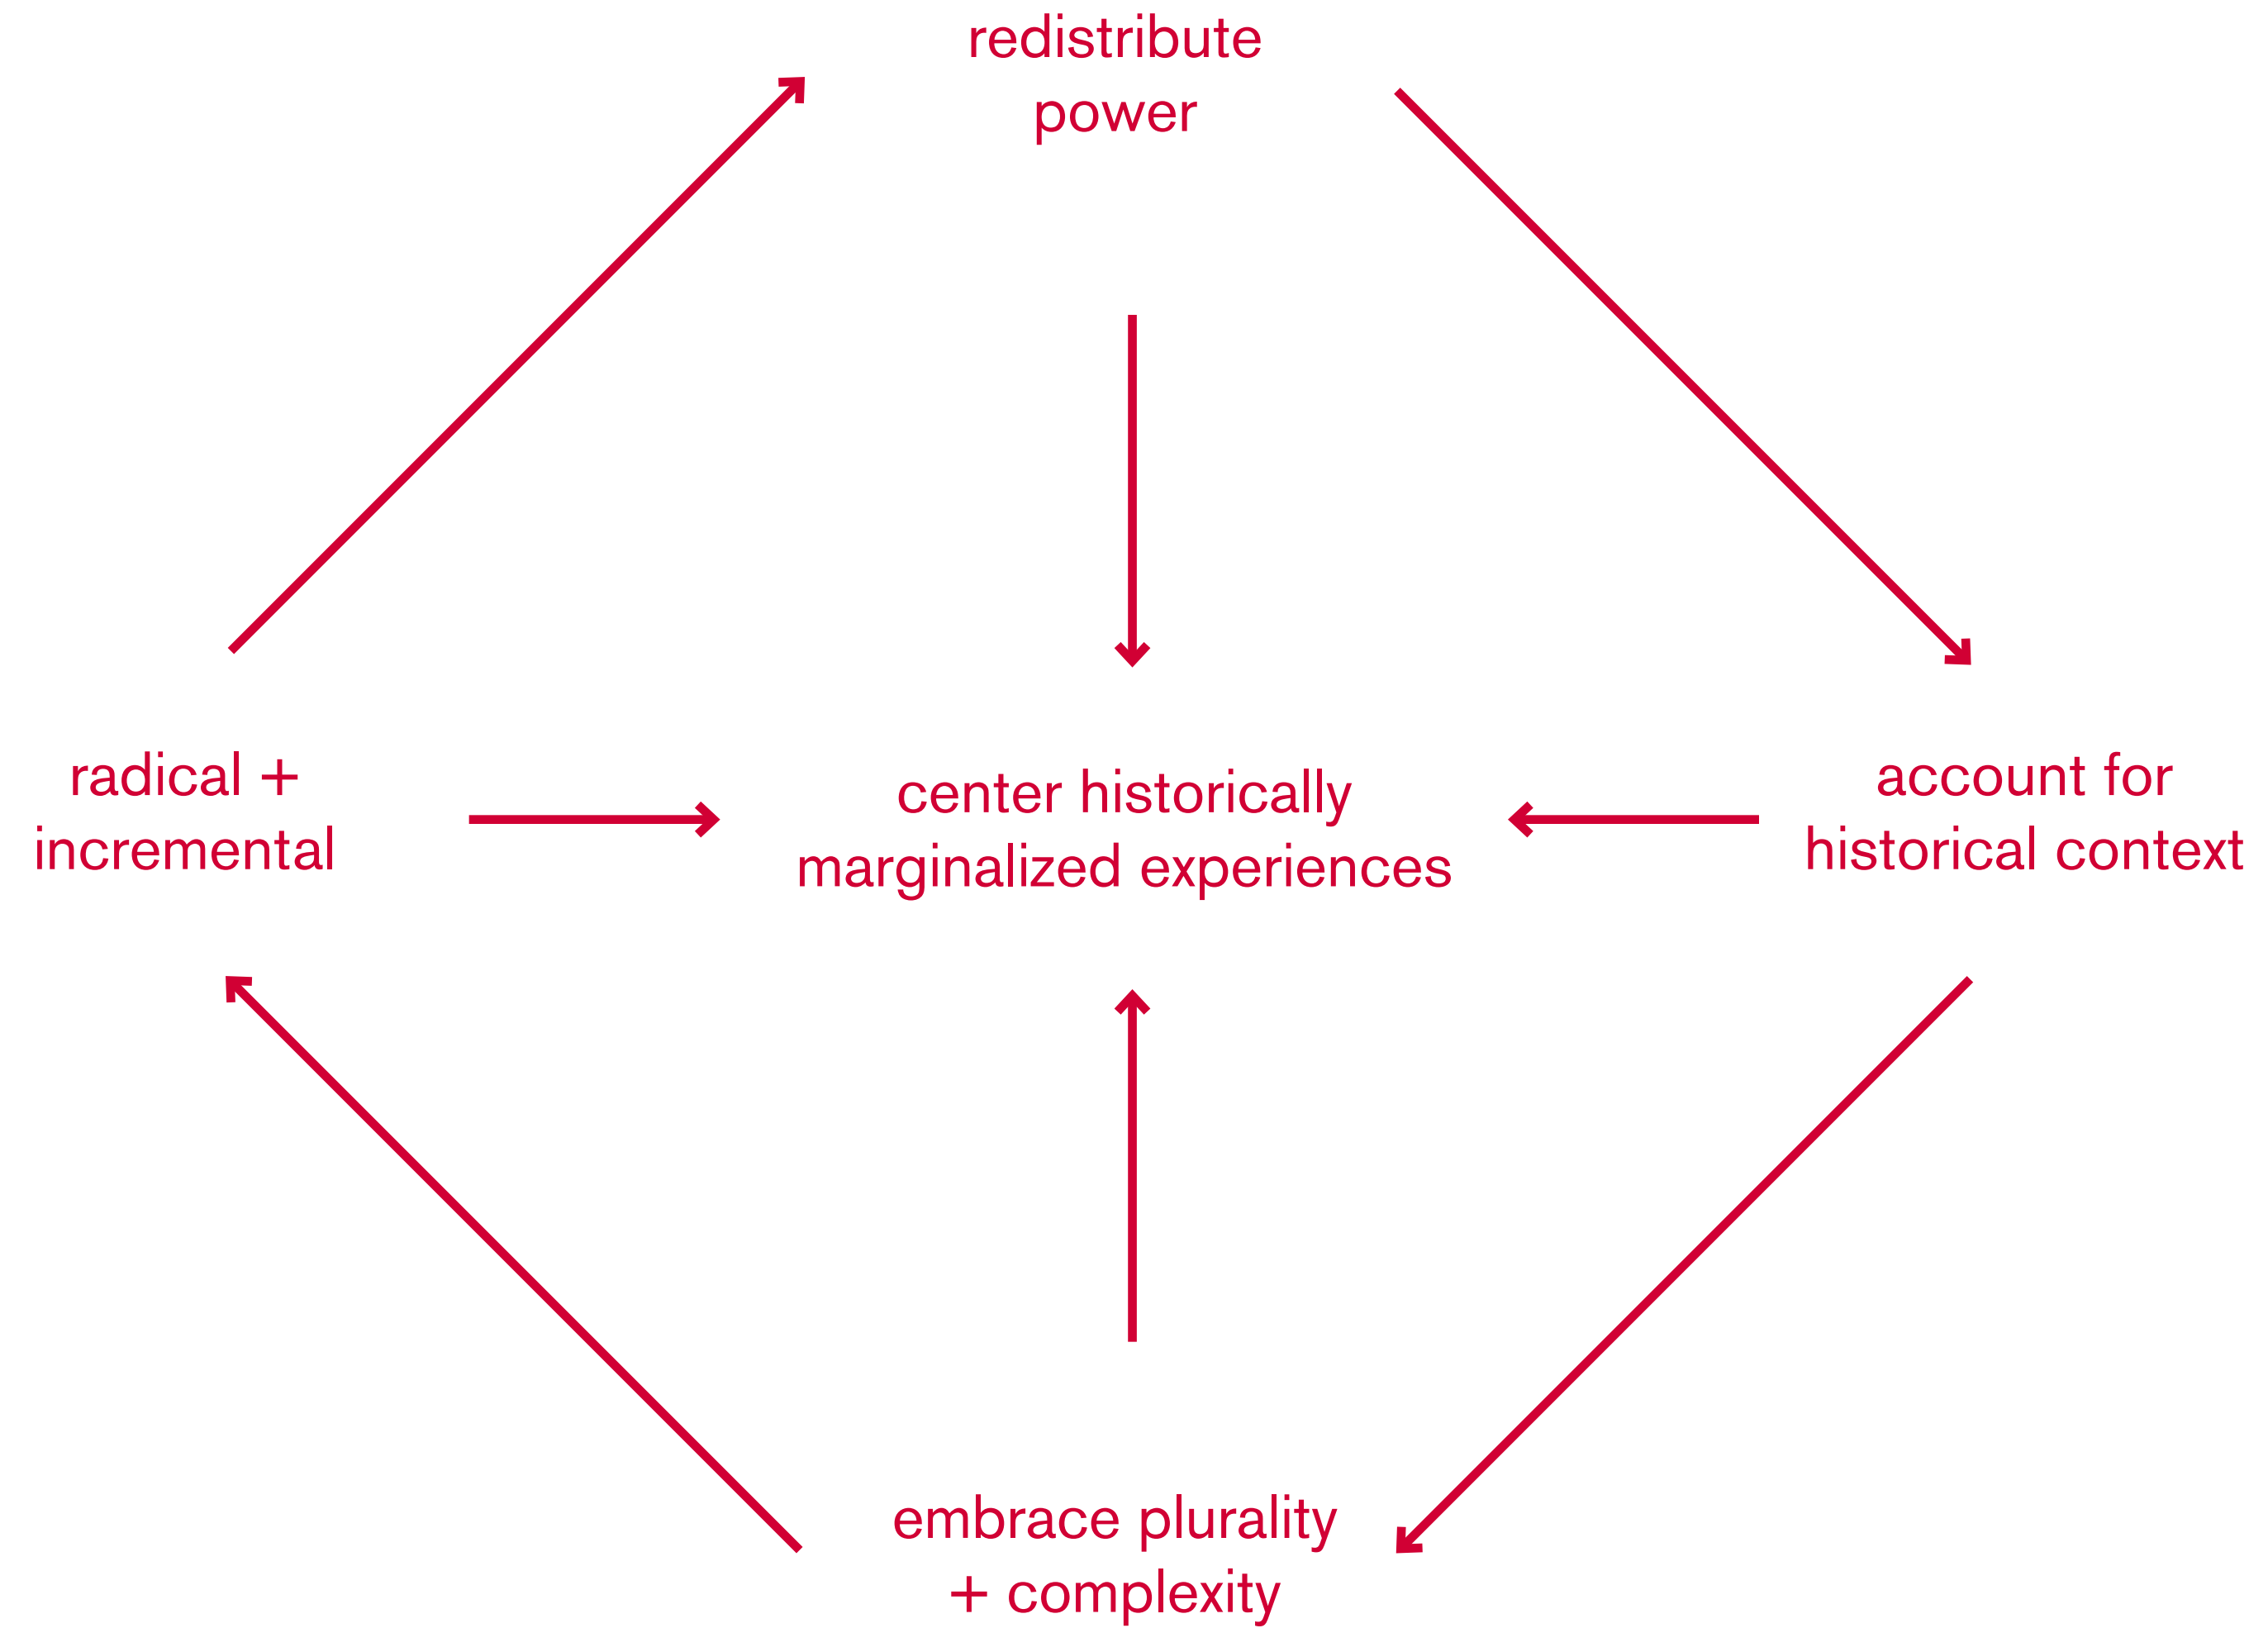 redistribute
power
radical +
incremental
center historically
marginalized experiences
account for
historical context
embrace plurality
+ complexity